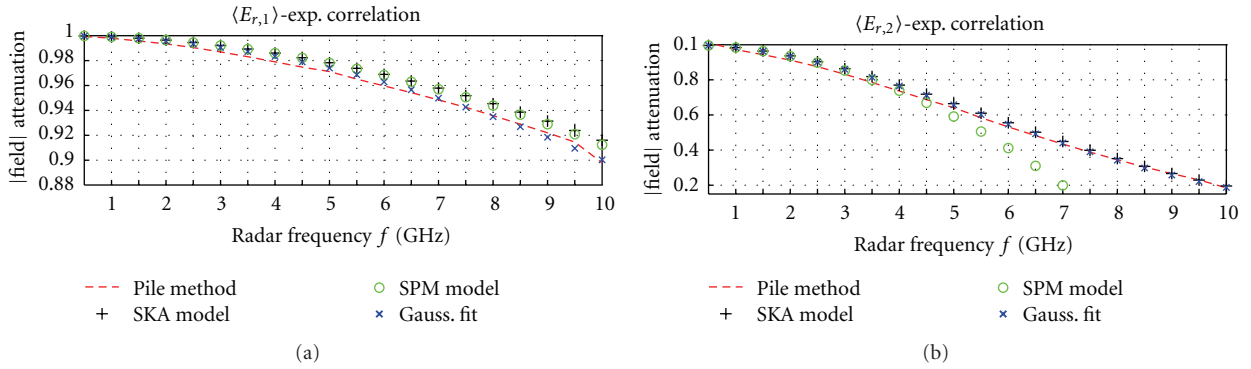 ⟨E_{r,1}⟩-exp. correlation
|field| attenuation
1
0.98
0.96
0.94
0.92
0.9
0.88
1 2 3 4 5 6 7 8 9 10
Radar frequency f (GHz)
Pile method
SKA model
SPM model
Gauss. fit
(a)
⟨E_{r,2}⟩-exp. correlation
|field| attenuation
0.1
0.8
0.6
0.4
0.2
1 2 3 4 5 6 7 8 9 10
Radar frequency f (GHz)
Pile method
SKA model
SPM model
Gauss. fit
(b)